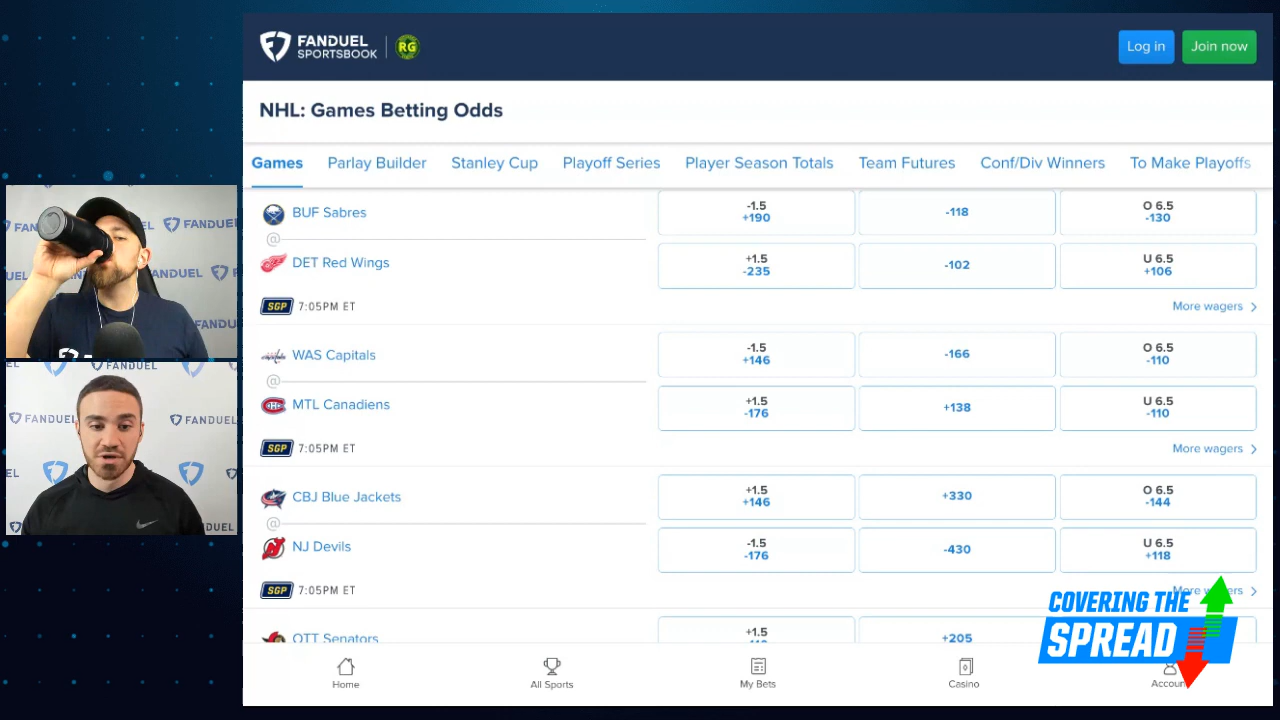 FANDUEL
SPORTSBOOK
RG
Log in
Join now
NHL: Games Betting Odds
Games
Parlay Builder
Stanley Cup
Playoff Series
Player Season Totals
Team Futures
Conf/Div Winners
To Make Playoffs
BUF Sabres
-1.5
+190
-118
O 6.5
-130
@
DET Red Wings
+1.5
-235
-102
U 6.5
+106
SGP 7:05PM ET
More wagers
WAS Capitals
-1.5
+146
-166
O 6.5
-110
@
MTL Canadiens
+1.5
-176
+138
U 6.5
-110
SGP 7:05PM ET
More wagers
CBJ Blue Jackets
+1.5
+146
+330
O 6.5
-144
@
NJ Devils
-1.5
-176
-430
U 6.5
+118
SGP 7:05PM ET
OTT Senators
+1.5
+205
Home
All Sports
My Bets
Casino
COVERING THE
SPREAD
FANDUEL
FANDUEL
FANDUEL
FANDUEL
FANDUEL